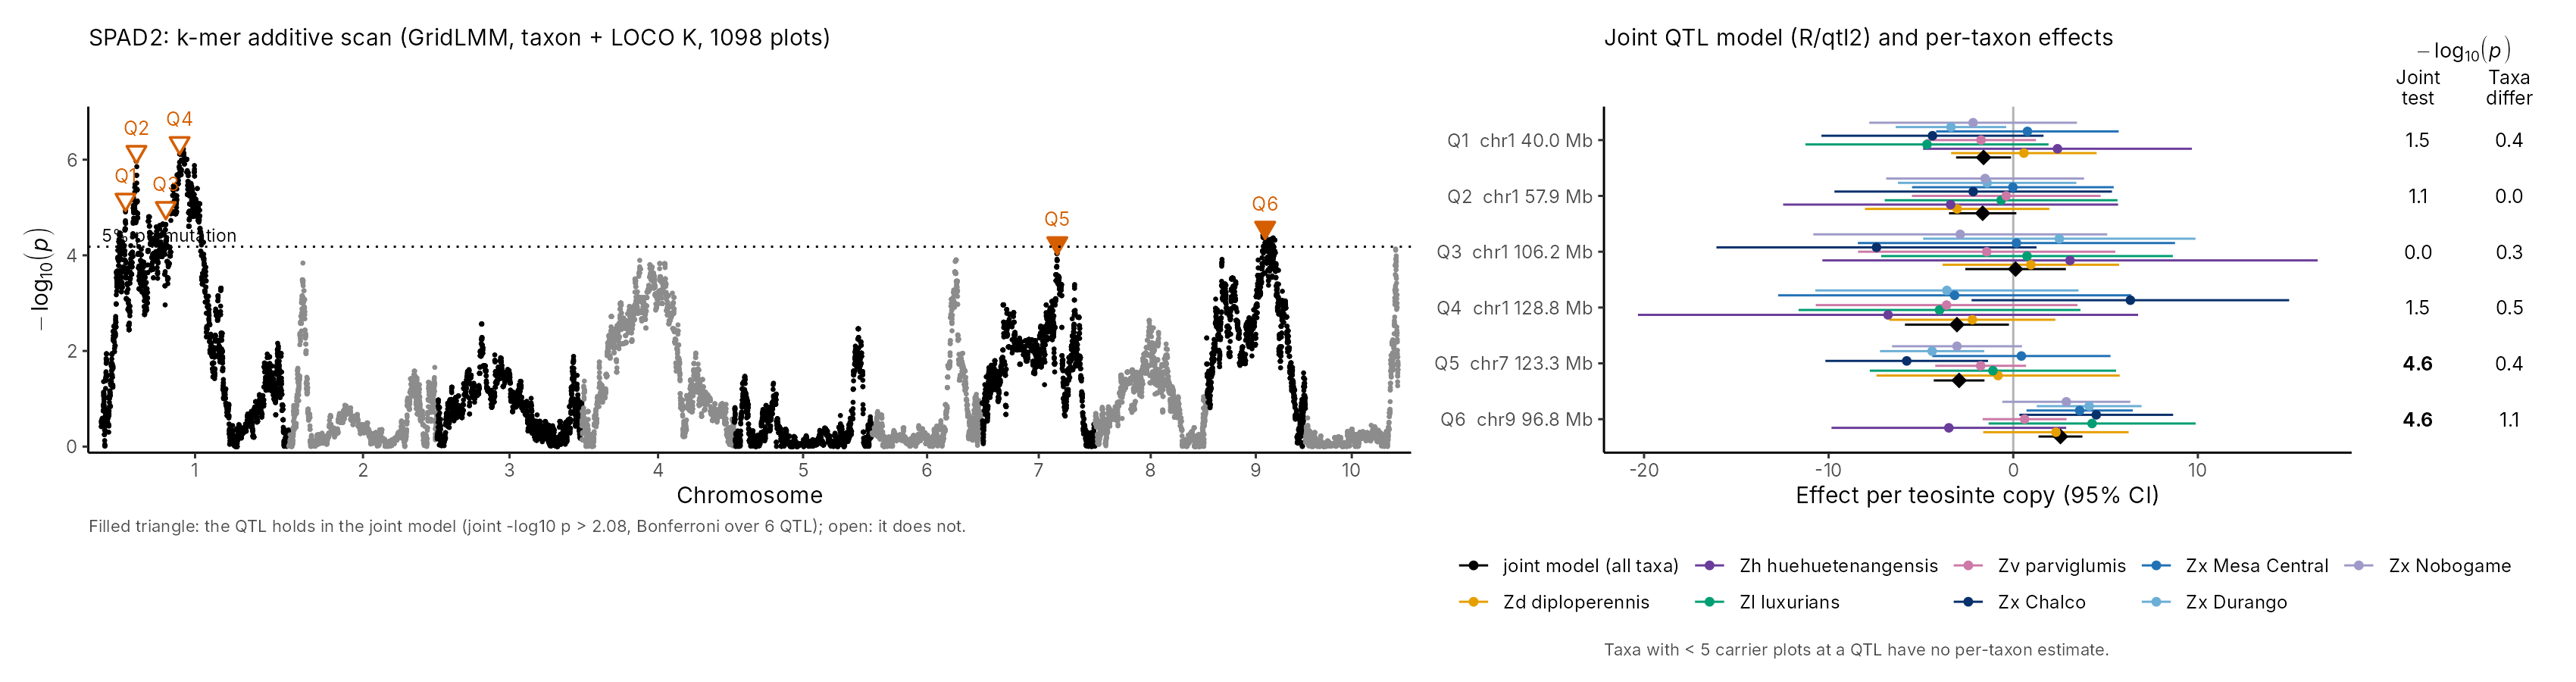 SPAD2: k-mer additive scan (GridLMM, taxon + LOCO K, 1098 plots)
Q4
Q2
Q1
Q3
Q5
Q6
5% permutation
6
4
2
0
−log10(p)
1 2 3 4 5 6 7 8 9 10
Chromosome
Filled triangle: the QTL holds in the joint model (joint -log10 p > 2.08, Bonferroni over 6 QTL); open: it does not.
Joint QTL model (R/qtl2) and per-taxon effects
−log10(p)
Joint test
Taxa differ
Q1 chr1 40.0 Mb 1.5 0.4
Q2 chr1 57.9 Mb 1.1 0.0
Q3 chr1 106.2 Mb 0.0 0.3
Q4 chr1 128.8 Mb 1.5 0.5
Q5 chr7 123.3 Mb 4.6 0.4
Q6 chr9 96.8 Mb 4.6 1.1
-20 -10 0 10
Effect per teosinte copy (95% CI)
joint model (all taxa) Zh huehuetenangensis Zv parviglumis Zx Mesa Central Zx Nobogame
Zd diploperennis Zl luxurians Zx Chalco Zx Durango
Taxa with < 5 carrier plots at a QTL have no per-taxon estimate.